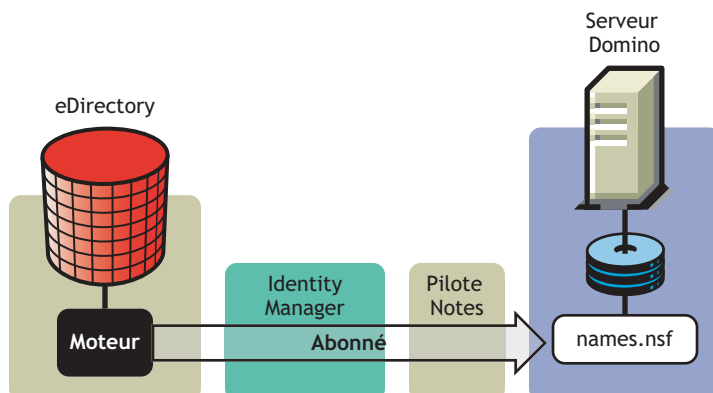 Serveur
Domino
eDirectory
Identity
Manager
Pilote
Notes
Moteur
Abonné
names.nsf